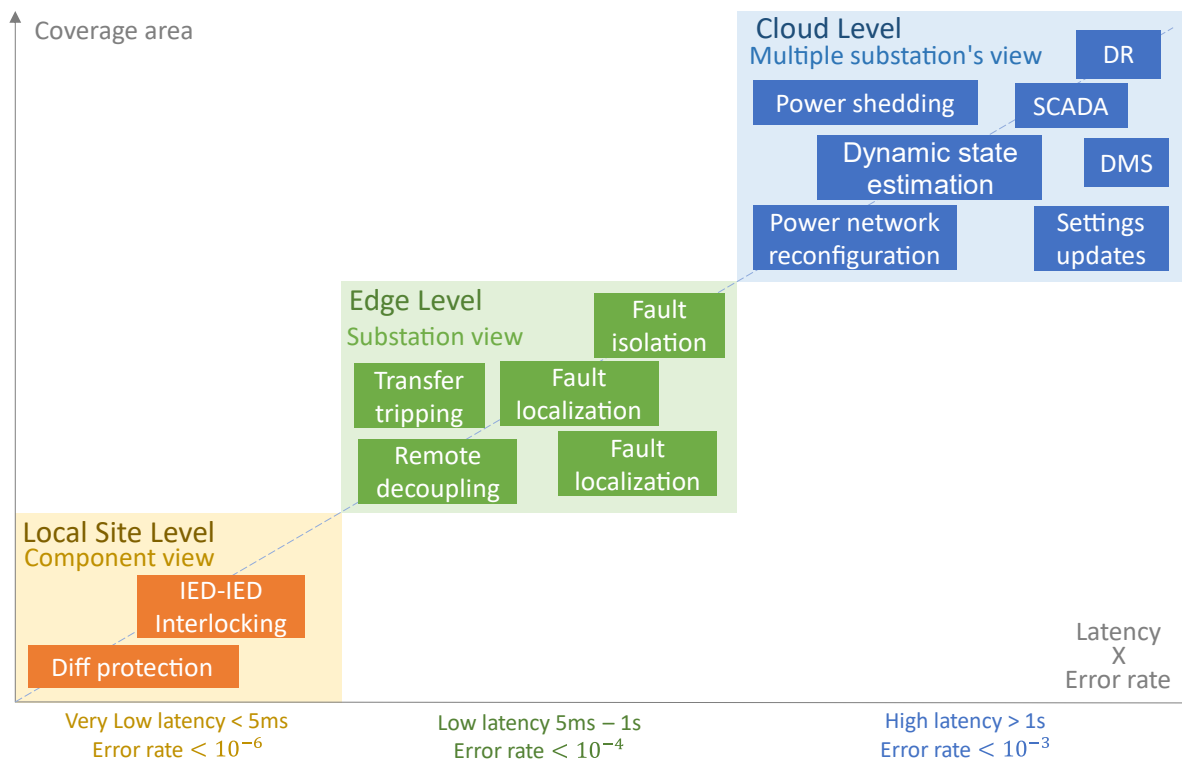 Coverage area
Cloud Level
Multiple substation's view
DR
Power shedding
SCADA
Dynamic state
estimation
DMS
Power network
reconfiguration
Settings
updates
Edge Level
Substation view
Fault
isolation
Transfer
tripping
Fault
localization
Remote
decoupling
Fault
localization
Local Site Level
Component view
IED-IED
Interlocking
Diff protection
Latency
X
Error rate
Very Low latency < 5ms
Error rate < 10⁻⁶
Low latency 5ms – 1s
Error rate < 10⁻⁴
High latency > 1s
Error rate < 10⁻³